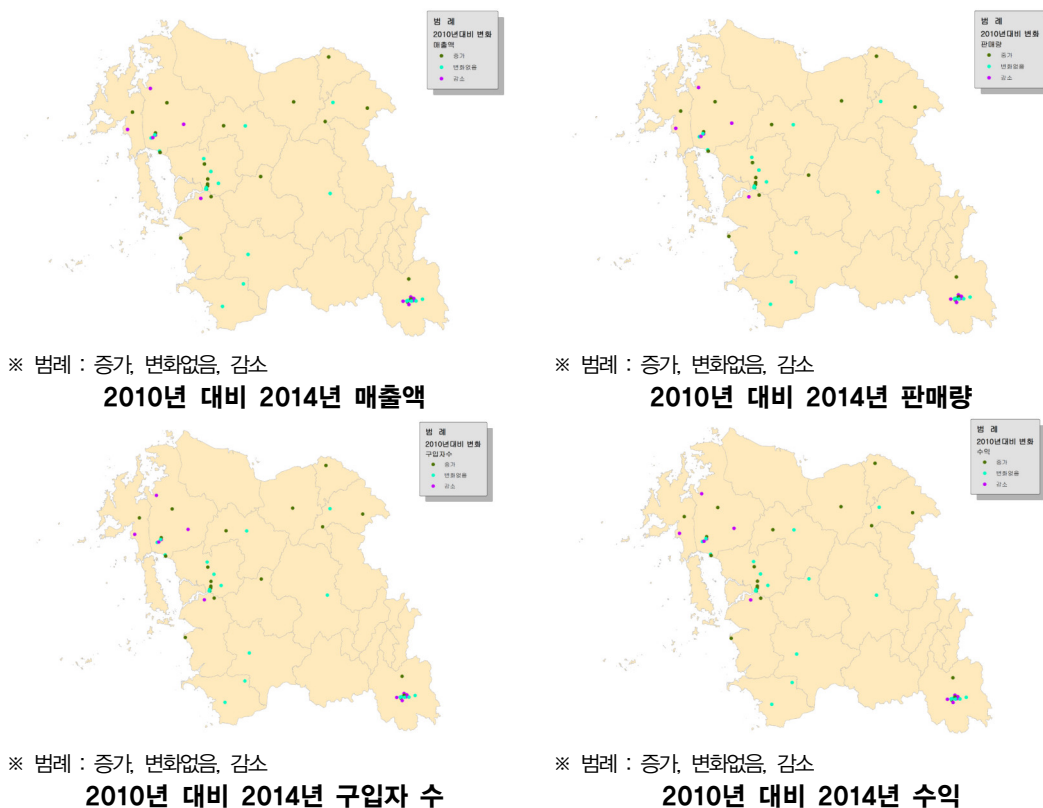 범 례
2010년대비 변화
매출액
증가
변화없음
감소
범 례
2010년대비 변화
판매량
증가
변화없음
감소
※ 범례 : 증가, 변화없음, 감소
2010년 대비 2014년 매출액
※ 범례 : 증가, 변화없음, 감소
2010년 대비 2014년 판매량
범 례
2010년대비 변화
구입자수
증가
변화없음
감소
범 례
2010년대비 변화
수익
증가
변화없음
감소
※ 범례 : 증가, 변화없음, 감소
2010년 대비 2014년 구입자 수
※ 범례 : 증가, 변화없음, 감소
2010년 대비 2014년 수익